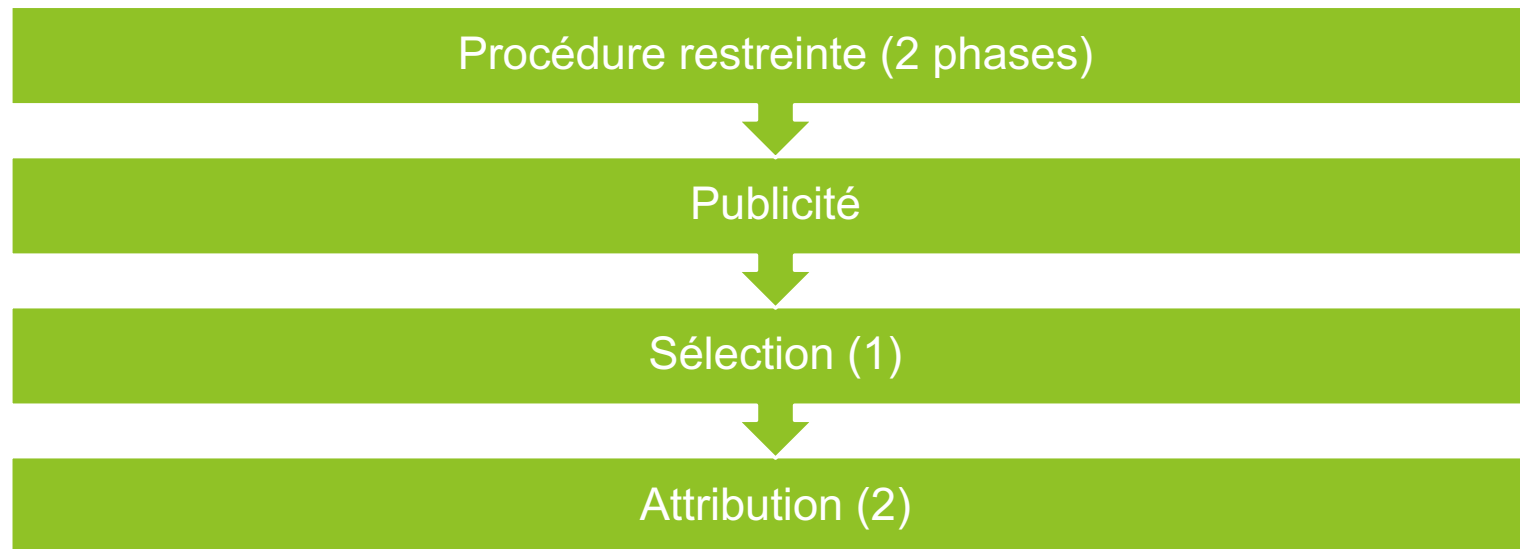 Procédure restreinte (2 phases)
Publicité
Sélection (1)
Attribution (2)